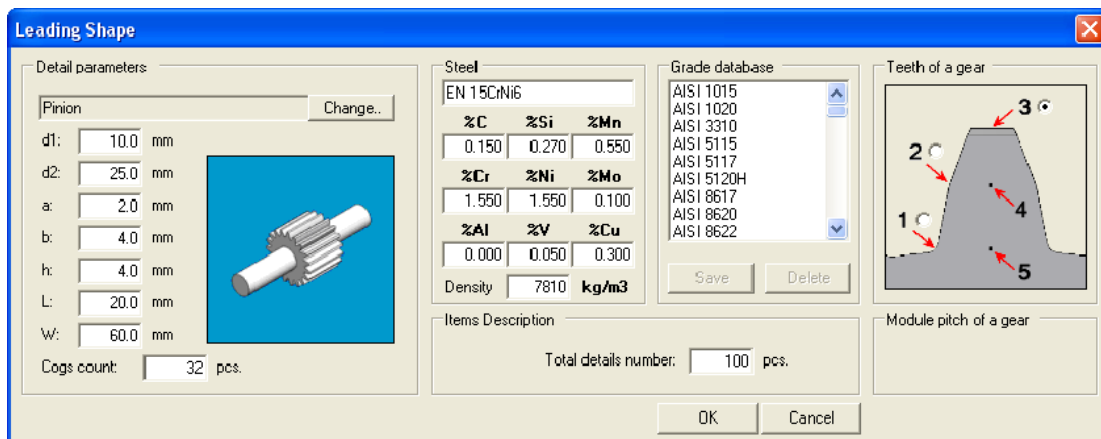 Leading Shape
Detail parameters
Pinion Change..
d1: 10.0 mm
d2: 25.0 mm
a: 2.0 mm
b: 4.0 mm
h: 4.0 mm
L: 20.0 mm
W: 60.0 mm
Cogs count: 32 pcs.
Steel
EN 15CrNi6
%C %Si %Mn
0.150 0.270 0.550
%Cr %Ni %Mo
1.550 1.550 0.100
%Al %V %Cu
0.000 0.050 0.300
Density 7810 kg/m3
Grade database
AISI 1015
AISI 1020
AISI 3310
AISI 5115
AISI 5117
AISI 5120H
AISI 8617
AISI 8620
AISI 8622
Save Delete
Teeth of a gear
3
2
4
1
5
Items Description
Total details number: 100 pcs.
Module pitch of a gear
OK Cancel